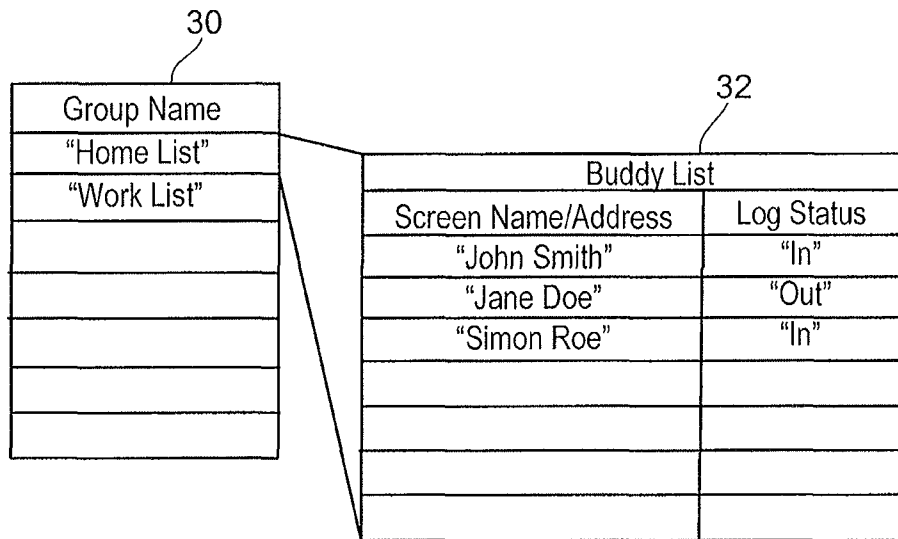 30
Group Name
“Home List”
“Work List”
32
Buddy List
Screen Name/Address Log Status
“John Smith” “In”
“Jane Doe” “Out”
“Simon Roe” “In”